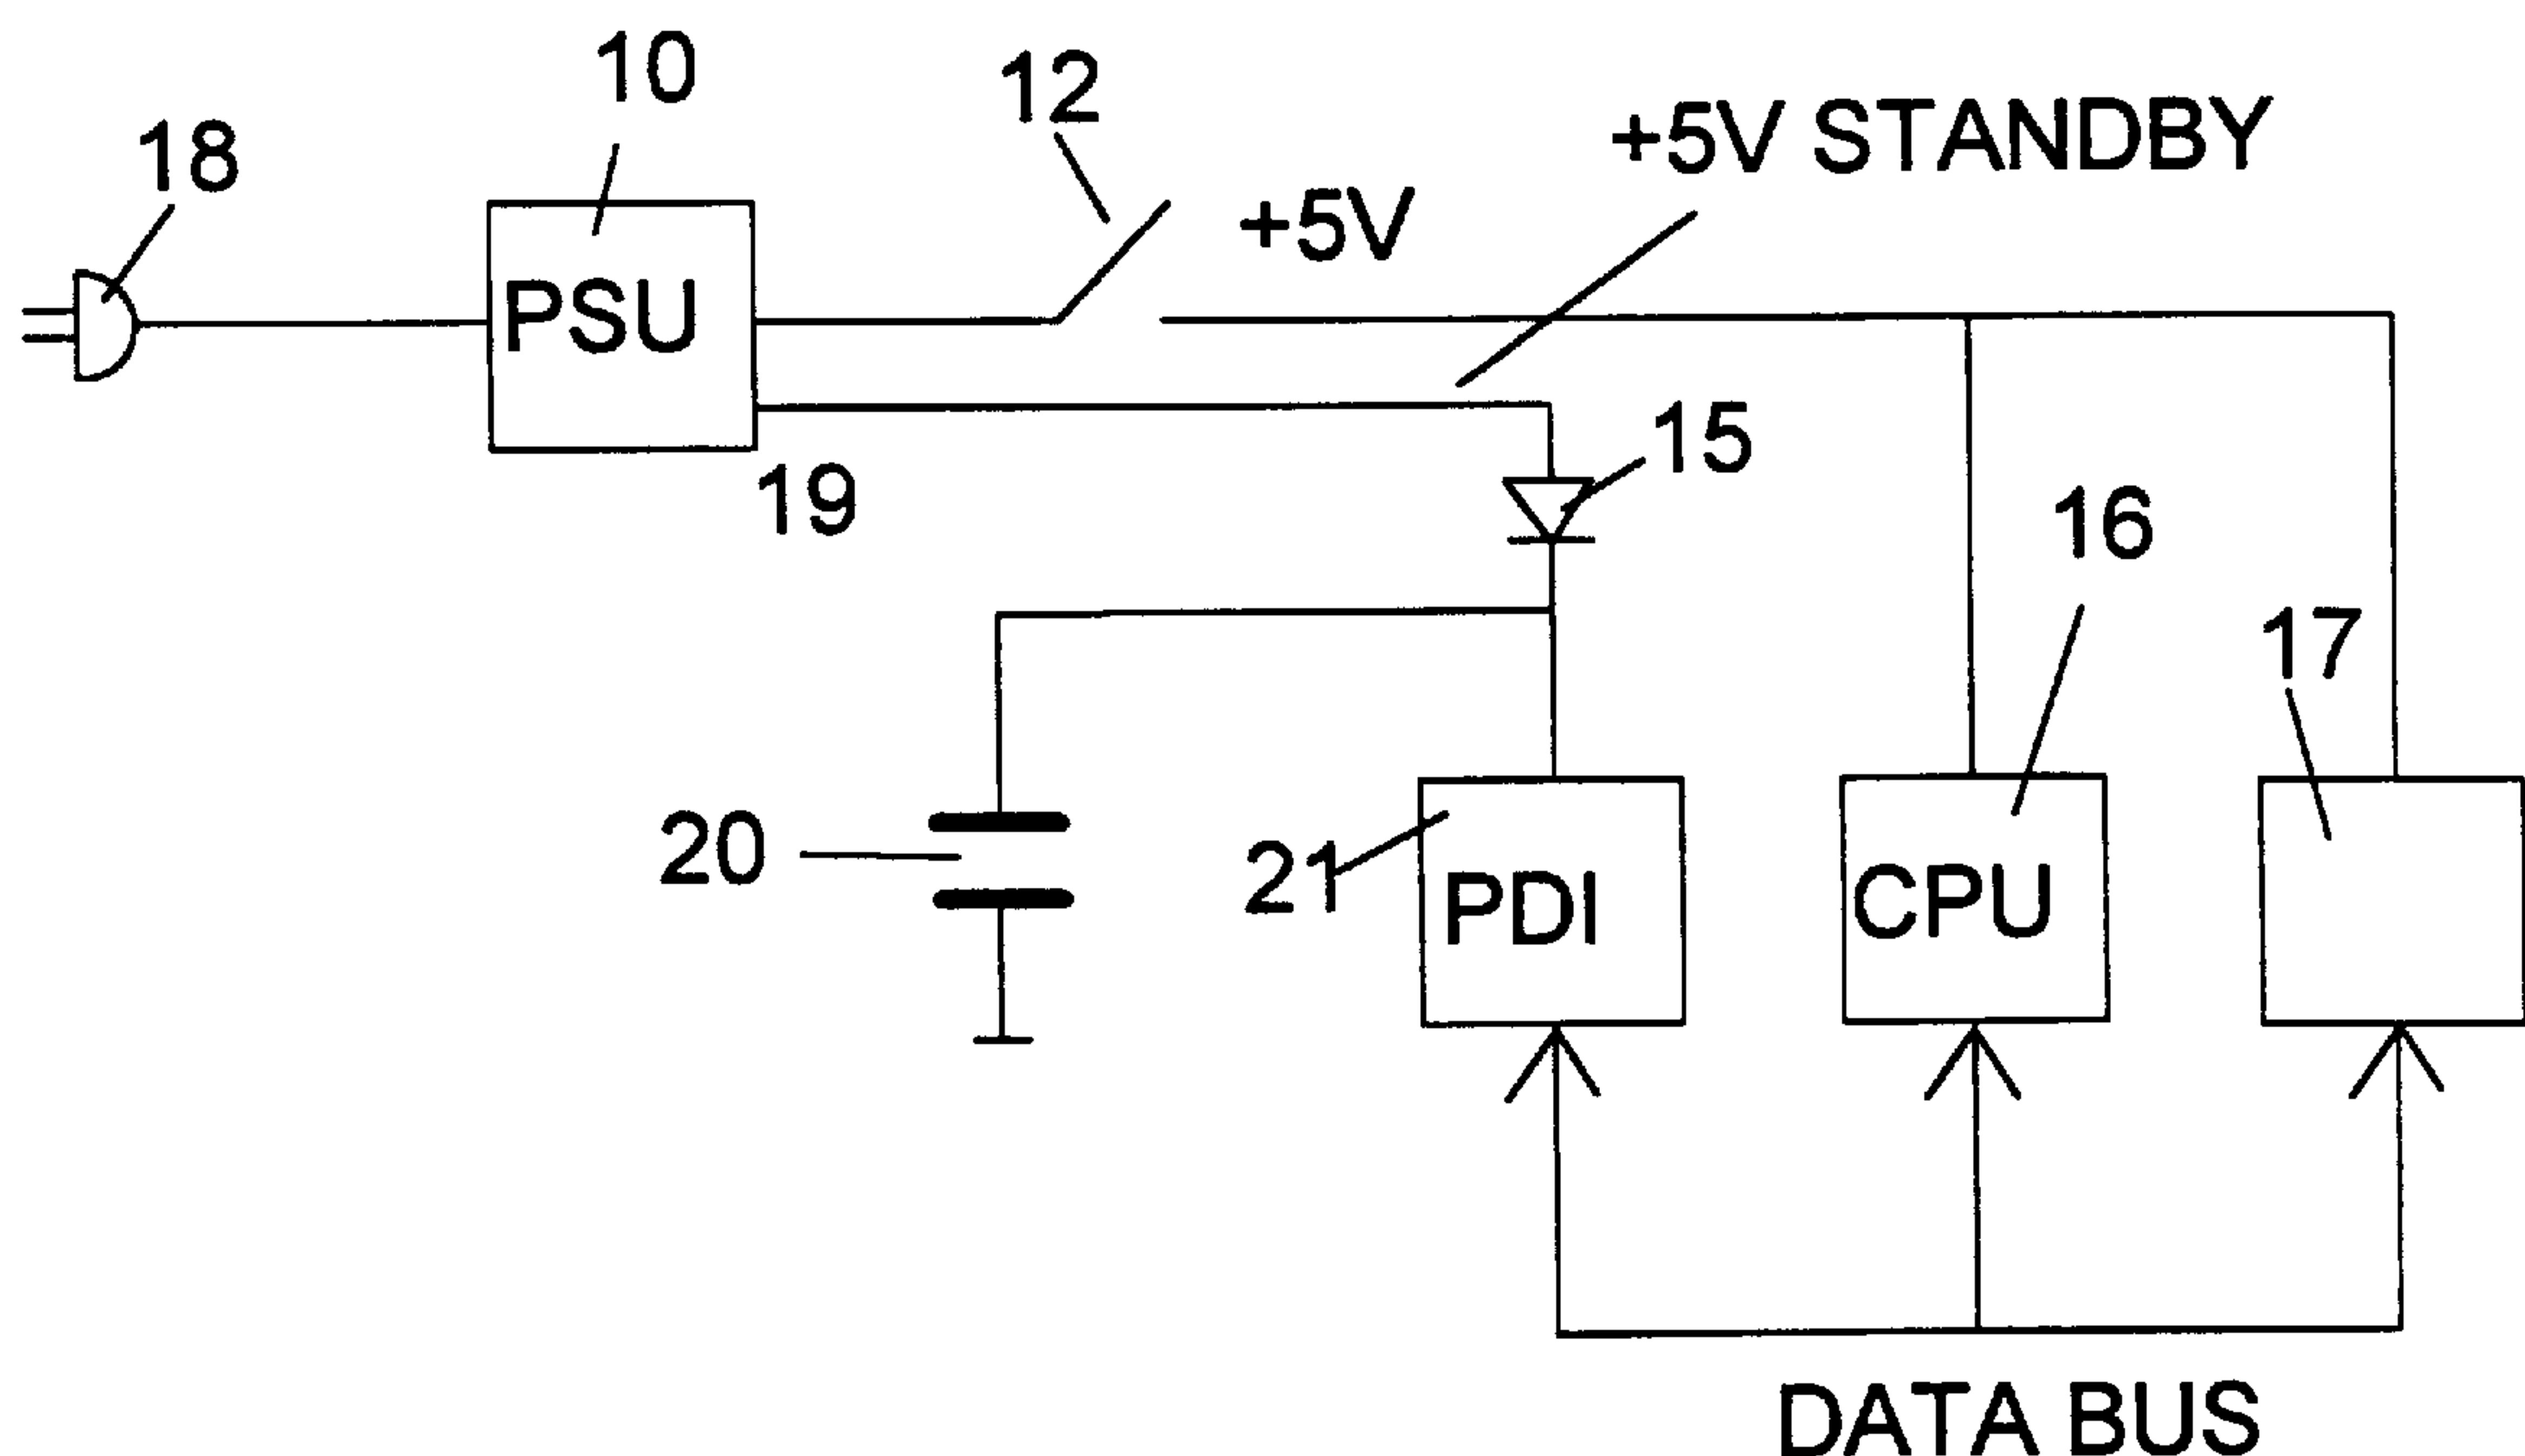 10
12
+5V STANDBY
18
+5V
PSU
15
19
16
17
20
21
PDI
CPU
DATA BUS